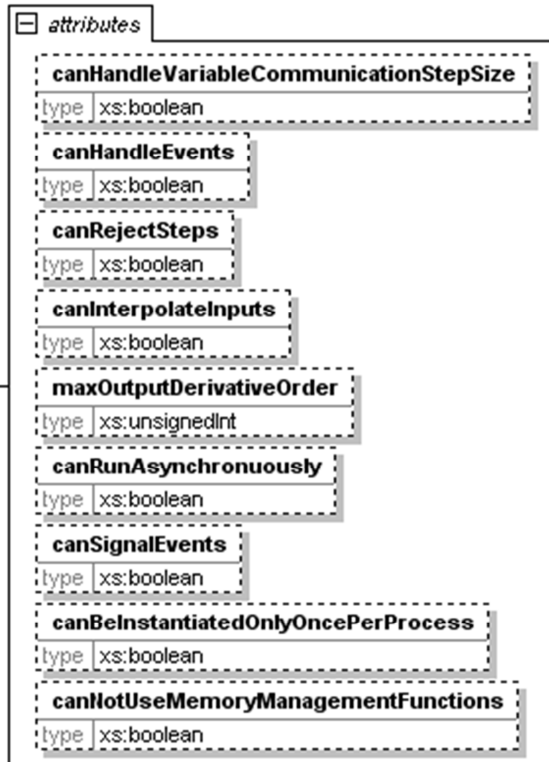 attributes
canHandleVariableCommunicationStepSize
type xs:boolean
canHandleEvents
type xs:boolean
canRejectSteps
type xs:boolean
canInterpolateInputs
type xs:boolean
maxOutputDerivativeOrder
type xs:unsignedInt
canRunAsynchronuously
type xs:boolean
canSignalEvents
type xs:boolean
canBeInstantiatedOnlyOncePerProcess
type xs:boolean
canNotUseMemoryManagementFunctions
type xs:boolean